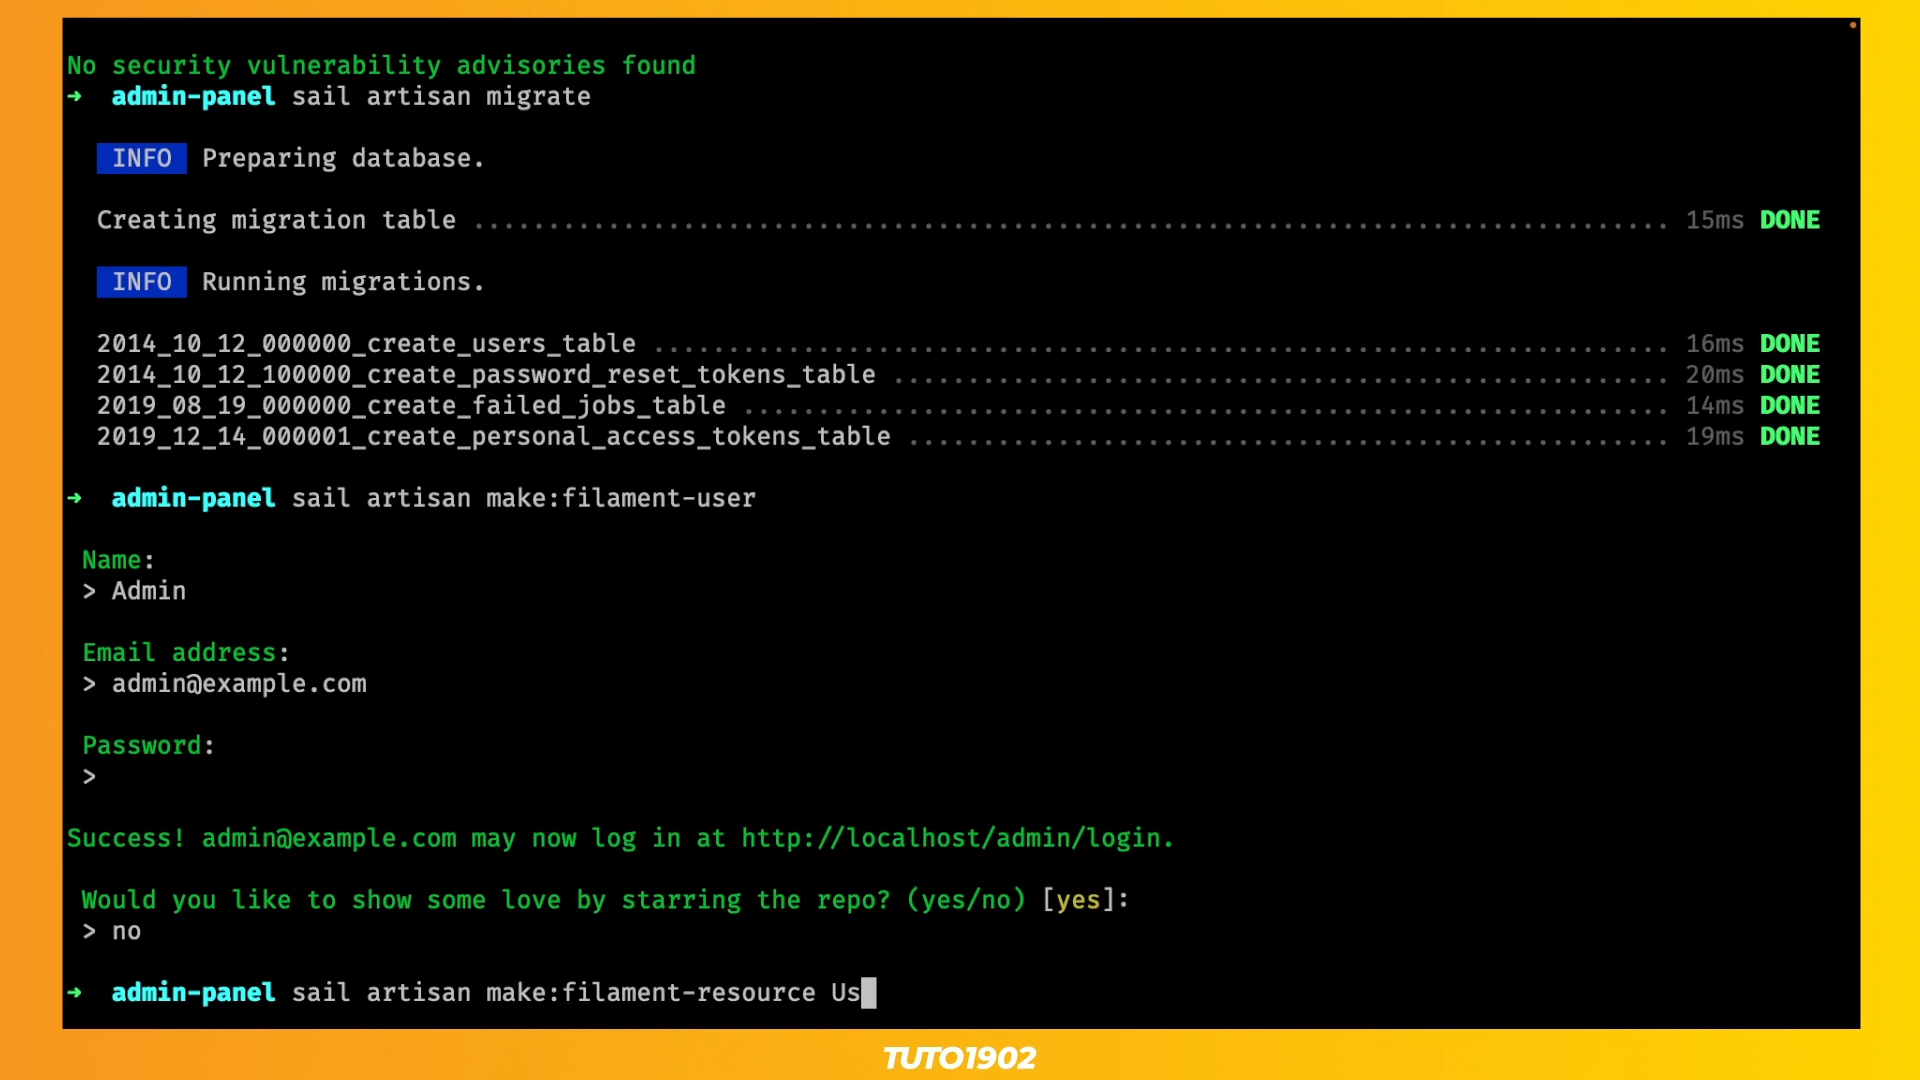 No security vulnerability advisories found
➜ admin-panel sail artisan migrate
INFO Preparing database.
Creating migration table ............................................................................... 15ms DONE
INFO Running migrations.
2014_10_12_000000_create_users_table .................................................................... 16ms DONE
2014_10_12_100000_create_password_reset_tokens_table .................................................... 20ms DONE
2019_08_19_000000_create_failed_jobs_table .............................................................. 14ms DONE
2019_12_14_000001_create_personal_access_tokens_table ................................................... 19ms DONE
➜ admin-panel sail artisan make:filament-user
Name:
> Admin
Email address:
> admin@example.com
Password:
>
Success! admin@example.com may now log in at http://localhost/admin/login.
Would you like to show some love by starring the repo? (yes/no) [yes]:
> no
➜ admin-panel sail artisan make:filament-resource Us
TUTO1902